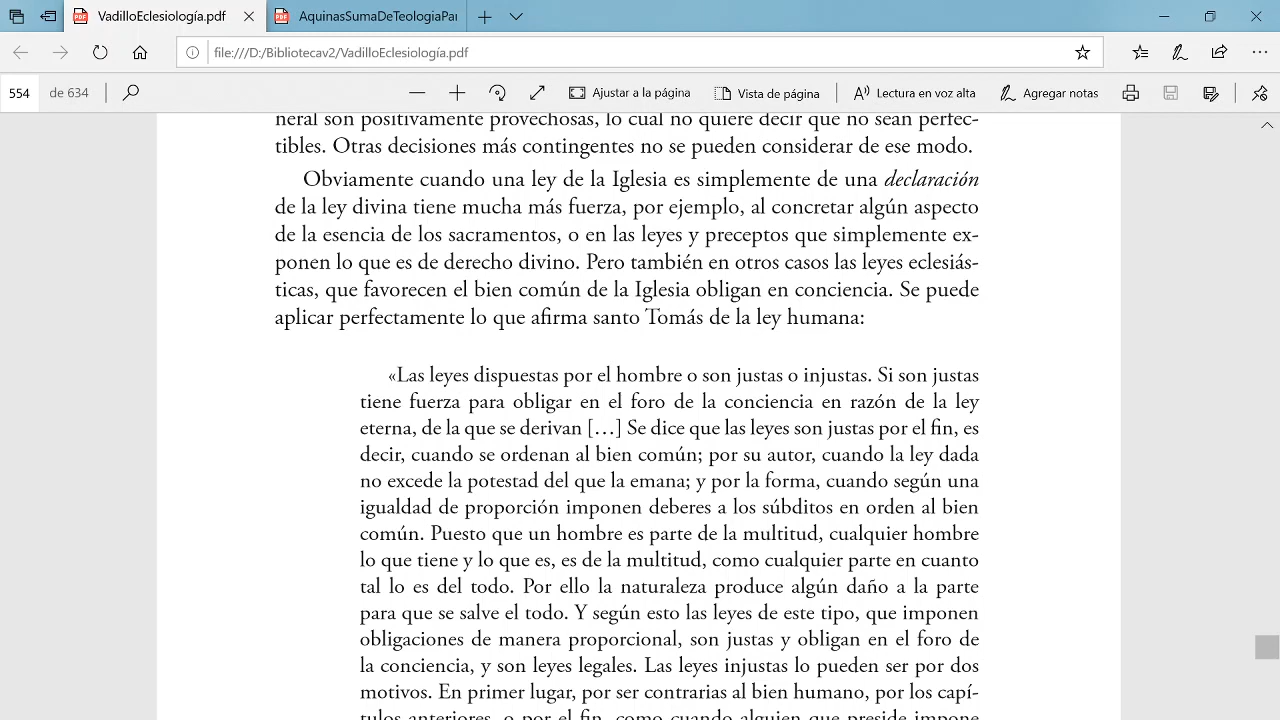 VadilloEclesiología.pdf
AquinasSumaDeTeologiaPa
file:///D:/Bibliotecav2/VadilloEclesiología.pdf
554 de 634
Ajustar a la página
Vista de página
Lectura en voz alta
Agregar notas
neral son positivamente provechosas, lo cual no quiere decir que no sean perfec-
tibles. Otras decisiones más contingentes no se pueden considerar de ese modo.
Obviamente cuando una ley de la Iglesia es simplemente de una declaración
de la ley divina tiene mucha más fuerza, por ejemplo, al concretar algún aspecto
de la esencia de los sacramentos, o en las leyes y preceptos que simplemente ex-
ponen lo que es de derecho divino. Pero también en otros casos las leyes eclesiás-
ticas, que favorecen el bien común de la Iglesia obligan en conciencia. Se puede
aplicar perfectamente lo que afirma santo Tomás de la ley humana:
«Las leyes dispuestas por el hombre o son justas o injustas. Si son justas
tiene fuerza para obligar en el foro de la conciencia en razón de la ley
eterna, de la que se derivan […] Se dice que las leyes son justas por el fin, es
decir, cuando se ordenan al bien común; por su autor, cuando la ley dada
no excede la potestad del que la emana; y por la forma, cuando según una
igualdad de proporción imponen deberes a los súbditos en orden al bien
común. Puesto que un hombre es parte de la multitud, cualquier hombre
lo que tiene y lo que es, es de la multitud, como cualquier parte en cuanto
tal lo es del todo. Por ello la naturaleza produce algún daño a la parte
para que se salve el todo. Y según esto las leyes de este tipo, que imponen
obligaciones de manera proporcional, son justas y obligan en el foro de
la conciencia, y son leyes legales. Las leyes injustas lo pueden ser por dos
motivos. En primer lugar, por ser contrarias al bien humano, por los capí-
tulos anteriores, o por el fin, como cuando alguien que preside impone